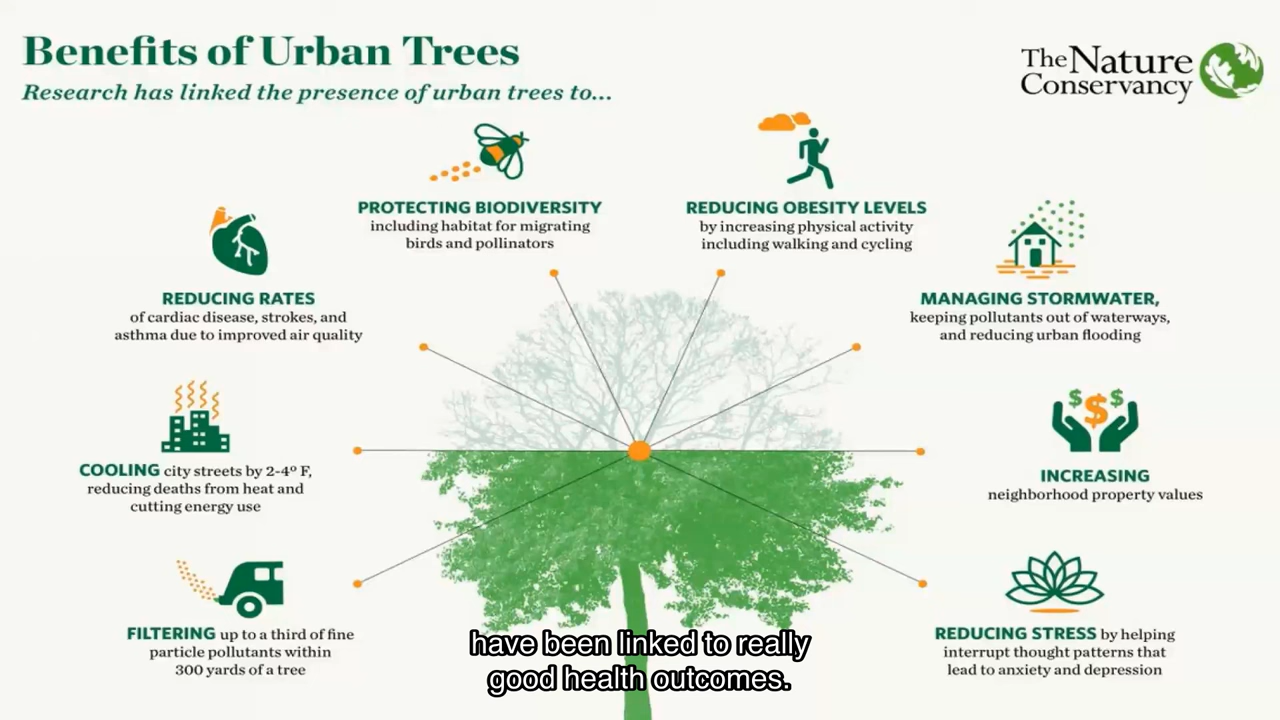 Benefits of Urban Trees
Research has linked the presence of urban trees to...
The Nature
Conservancy
PROTECTING BIODIVERSITY
including habitat for migrating
birds and pollinators
REDUCING OBESITY LEVELS
by increasing physical activity
including walking and cycling
REDUCING RATES
of cardiac disease, strokes, and
asthma due to improved air quality
MANAGING STORMWATER,
keeping pollutants out of waterways,
and reducing urban flooding
COOLING city streets by 2-4º F,
reducing deaths from heat and
cutting energy use
$ $ $
INCREASING
neighborhood property values
FILTERING up to a third of fine
particle pollutants within
300 yards of a tree
REDUCING STRESS by helping
interrupt thought patterns that
lead to anxiety and depression
have been linked to really
good health outcomes.